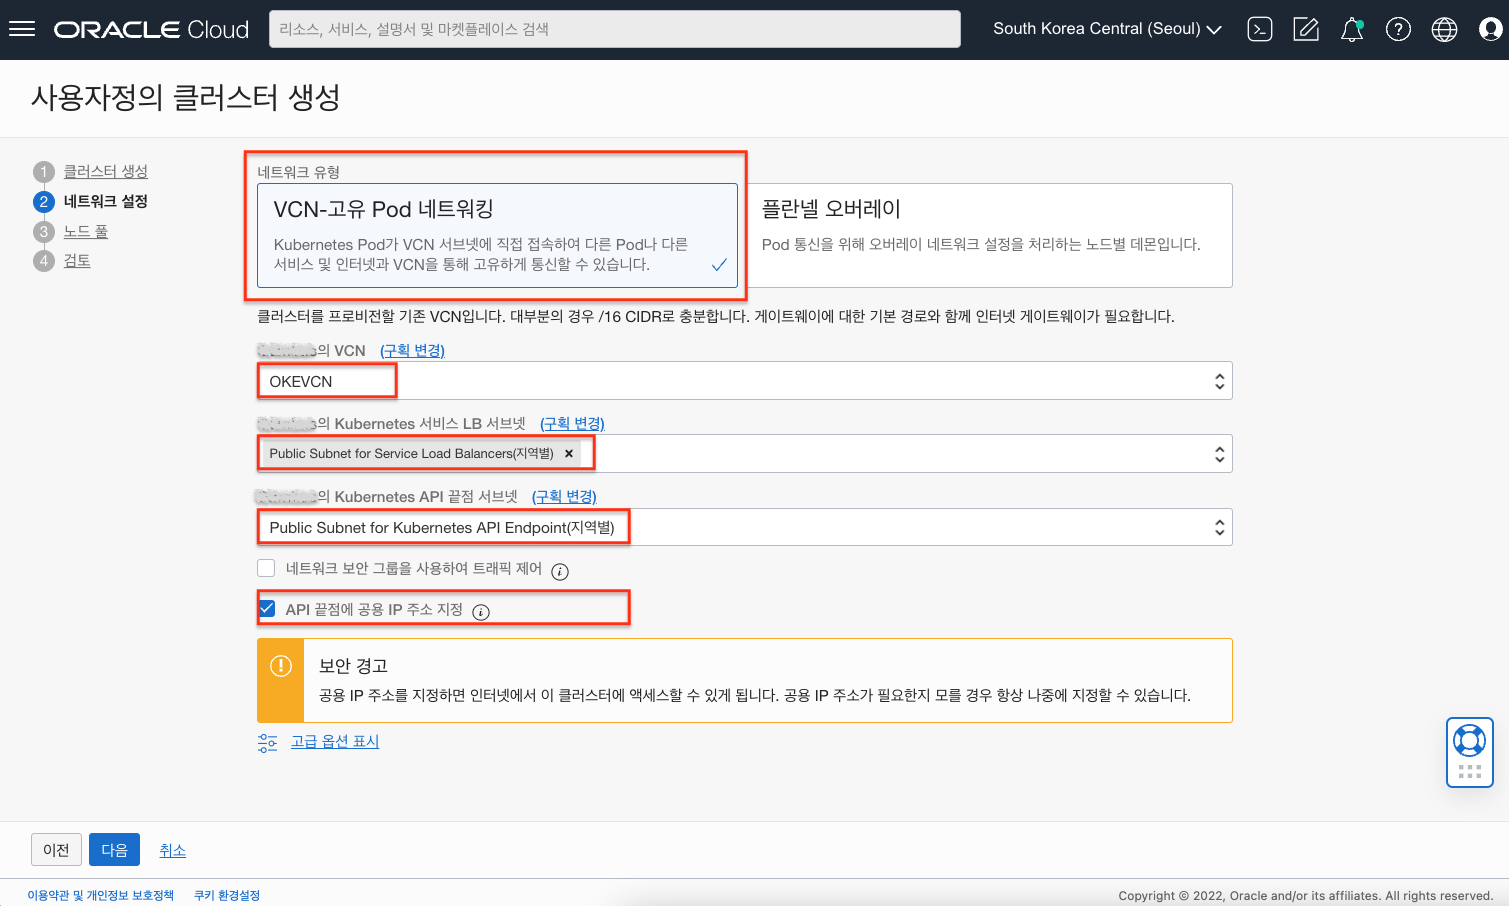 ORACLE Cloud
리소스, 서비스, 설명서 및 마켓플레이스 검색
South Korea Central (Seoul)
사용자정의 클러스터 생성
1 클러스터 생성
2 네트워크 설정
3 노드 풀
4 검토
네트워크 유형
VCN-고유 Pod 네트워킹
Kubernetes Pod가 VCN 서브넷에 직접 접속하여 다른 Pod나 다른
서비스 및 인터넷과 VCN을 통해 고유하게 통신할 수 있습니다.
플란넬 오버레이
Pod 통신을 위해 오버레이 네트워크 설정을 처리하는 노드별 데몬입니다.
클러스터를 프로비전할 기존 VCN입니다. 대부분의 경우 /16 CIDR로 충분합니다. 게이트웨이에 대한 기본 경로와 함께 인터넷 게이트웨이가 필요합니다.
의 VCN (구획 변경)
OKEVCN
의 Kubernetes 서비스 LB 서브넷 (구획 변경)
Public Subnet for Service Load Balancers(지역별) ×
의 Kubernetes API 끝점 서브넷 (구획 변경)
Public Subnet for Kubernetes API Endpoint(지역별)
네트워크 보안 그룹을 사용하여 트래픽 제어
API 끝점에 공용 IP 주소 지정
보안 경고
공용 IP 주소를 지정하면 인터넷에서 이 클러스터에 액세스할 수 있게 됩니다. 공용 IP 주소가 필요한지 모를 경우 항상 나중에 지정할 수 있습니다.
고급 옵션 표시
이전 다음 취소
이용약관 및 개인정보 보호정책 쿠키 환경설정
Copyright © 2022, Oracle and/or its affiliates. All rights reserved.